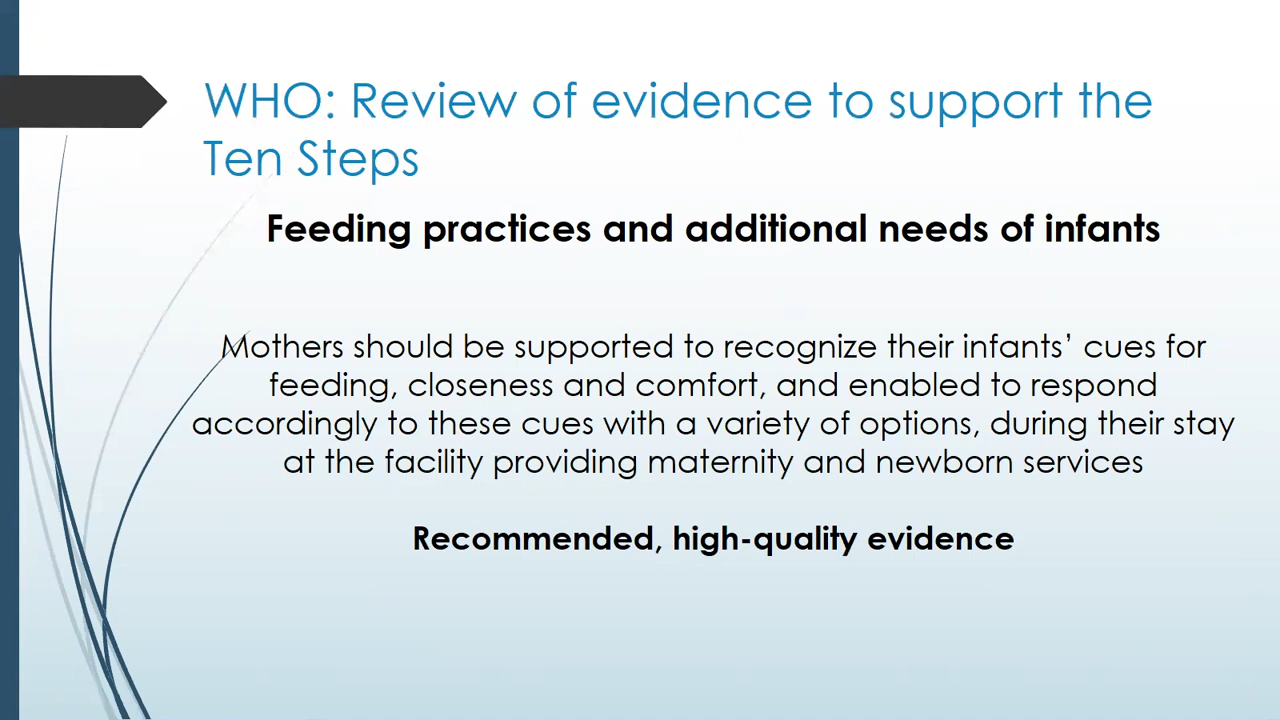 WHO: Review of evidence to support the
Ten Steps
Feeding practices and additional needs of infants
Mothers should be supported to recognize their infants’ cues for
feeding, closeness and comfort, and enabled to respond
accordingly to these cues with a variety of options, during their stay
at the facility providing maternity and newborn services
Recommended, high-quality evidence